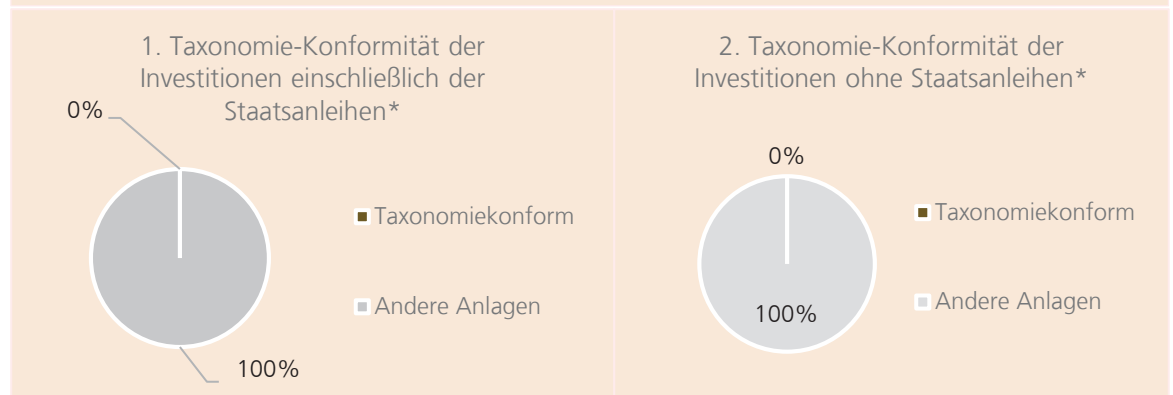 1. Taxonomie-Konformität der
Investitionen einschließlich der
Staatsanleihen*
0%
Taxonomiekonform
Andere Anlagen
100%
2. Taxonomie-Konformität der
Investitionen ohne Staatsanleihen*
0%
Taxonomiekonform
Andere Anlagen
100%